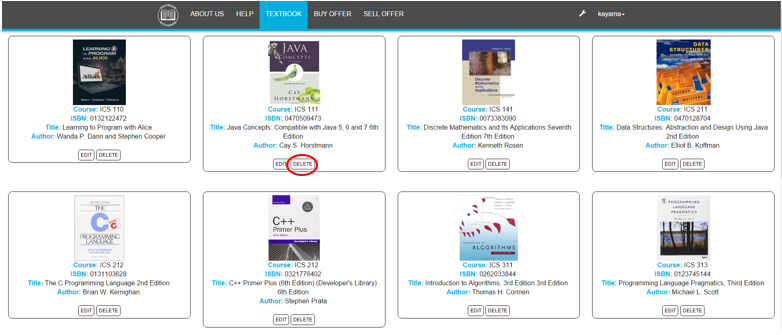 ABOUT US HELP TEXTBOOK BUY OFFER SELL OFFER kayama
LEARNING TO PROGRAM WITH ALICE
Course: ICS 110
ISBN: 0132122472
Title: Learning to Program with Alice
Author: Wanda P. Dann and Stephen Cooper
EDIT DELETE
JAVA
CONCEPTS
CAY
HORSTMANN
Course: ICS 111
ISBN: 0470509473
Title: Java Concepts: Compatible with Java 5, 6 and 7 6th
Edition
Author: Cay S. Horstmann
EDIT DELETE
Discrete
Mathematics
and Its
Applications
Course: ICS 141
ISBN: 0073383090
Title: Discrete Mathematics and Its Applications Seventh
Edition 7th Edition
Author: Kenneth Rosen
EDIT DELETE
DATA
STRUCTURES
Course: ICS 211
ISBN: 0470128704
Title: Data Structures: Abstraction and Design Using Java
2nd Edition
Author: Elliot B. Koffman
EDIT DELETE
THE
C
PROGRAMMING
LANGUAGE
Course: ICS 212
ISBN: 0131103628
Title: The C Programming Language 2nd Edition
Author: Brian W. Kernighan
EDIT DELETE
C++
Primer Plus
Developer's Library
Course: ICS 212
ISBN: 0321776402
Title: C++ Primer Plus (6th Edition) (Developer's Library)
6th Edition
Author: Stephen Prata
EDIT DELETE
INTRODUCTION TO
ALGORITHMS
Course: ICS 311
ISBN: 0262033844
Title: Introduction to Algorithms, 3rd Edition 3rd Edition
Author: Thomas H. Cormen
EDIT DELETE
PROGRAMMING
LANGUAGE
PRAGMATICS
Course: ICS 313
ISBN: 0123745144
Title: Programming Language Pragmatics, Third Edition
Author: Michael L. Scott
EDIT DELETE